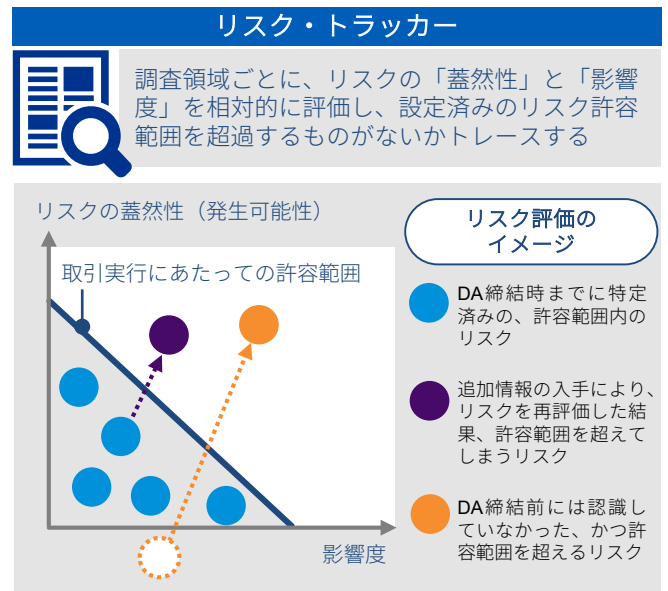 リスク・トラッカー
調査領域ごとに、リスクの「蓋然性」と「影響
度」を相対的に評価し、設定済みのリスク許容
範囲を超過するものがないかトレースする
リスクの蓋然性（発生可能性）
取引実行にあたっての許容範囲
影響度
リスク評価の
イメージ
DA締結時までに特定
済みの、許容範囲内の
リスク
追加情報の入手により、
リスクを再評価した結
果、許容範囲を超えて
しまうリスク
DA締結前には認識し
ていなかった、かつ許
容範囲を超えるリスク